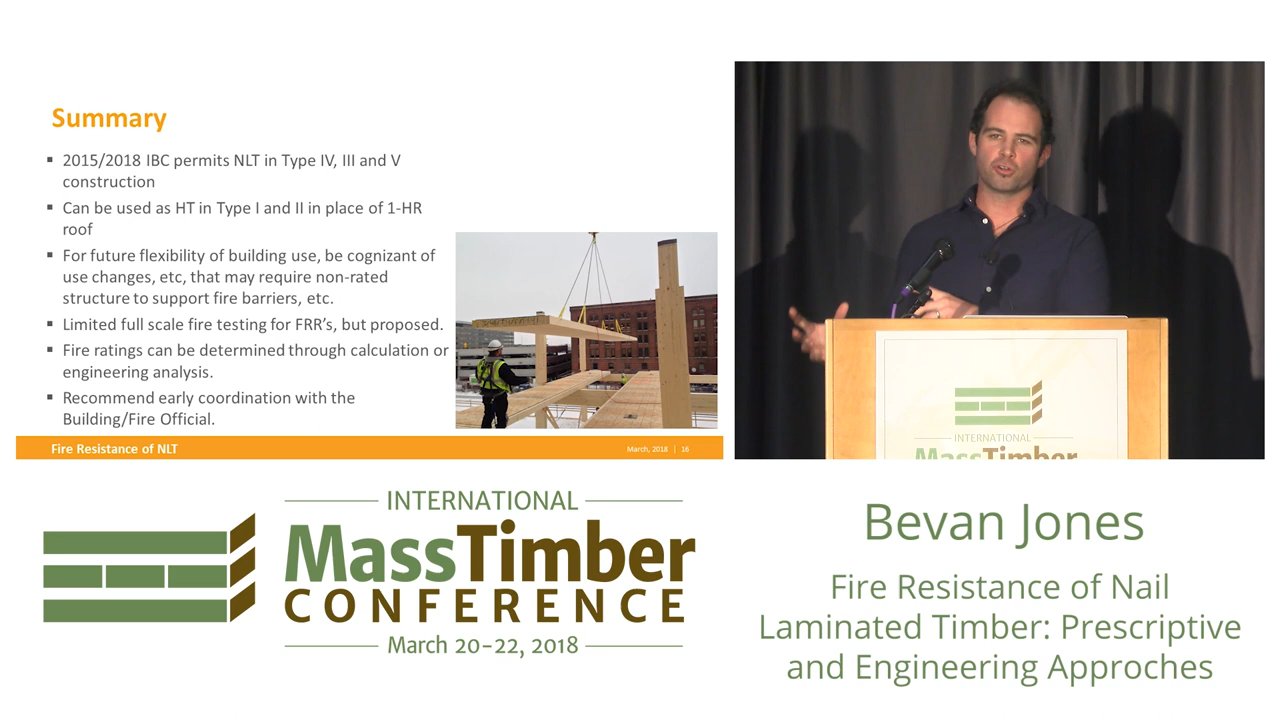 Summary
▪ 2015/2018 IBC permits NLT in Type IV, III and V
construction
▪ Can be used as HT in Type I and II in place of 1-HR
roof
▪ For future flexibility of building use, be cognizant of
use changes, etc, that may require non-rated
structure to support fire barriers, etc.
▪ Limited full scale fire testing for FRR's, but proposed.
▪ Fire ratings can be determined through calculation or
engineering analysis.
▪ Recommend early coordination with the
Building/Fire Official.
Fire Resistance of NLT
March, 2018 | 16
INTERNATIONAL
MassTimber
INTERNATIONAL
MassTimber
CONFERENCE
March 20–22, 2018
Bevan Jones
Fire Resistance of Nail
Laminated Timber: Prescriptive
and Engineering Approches